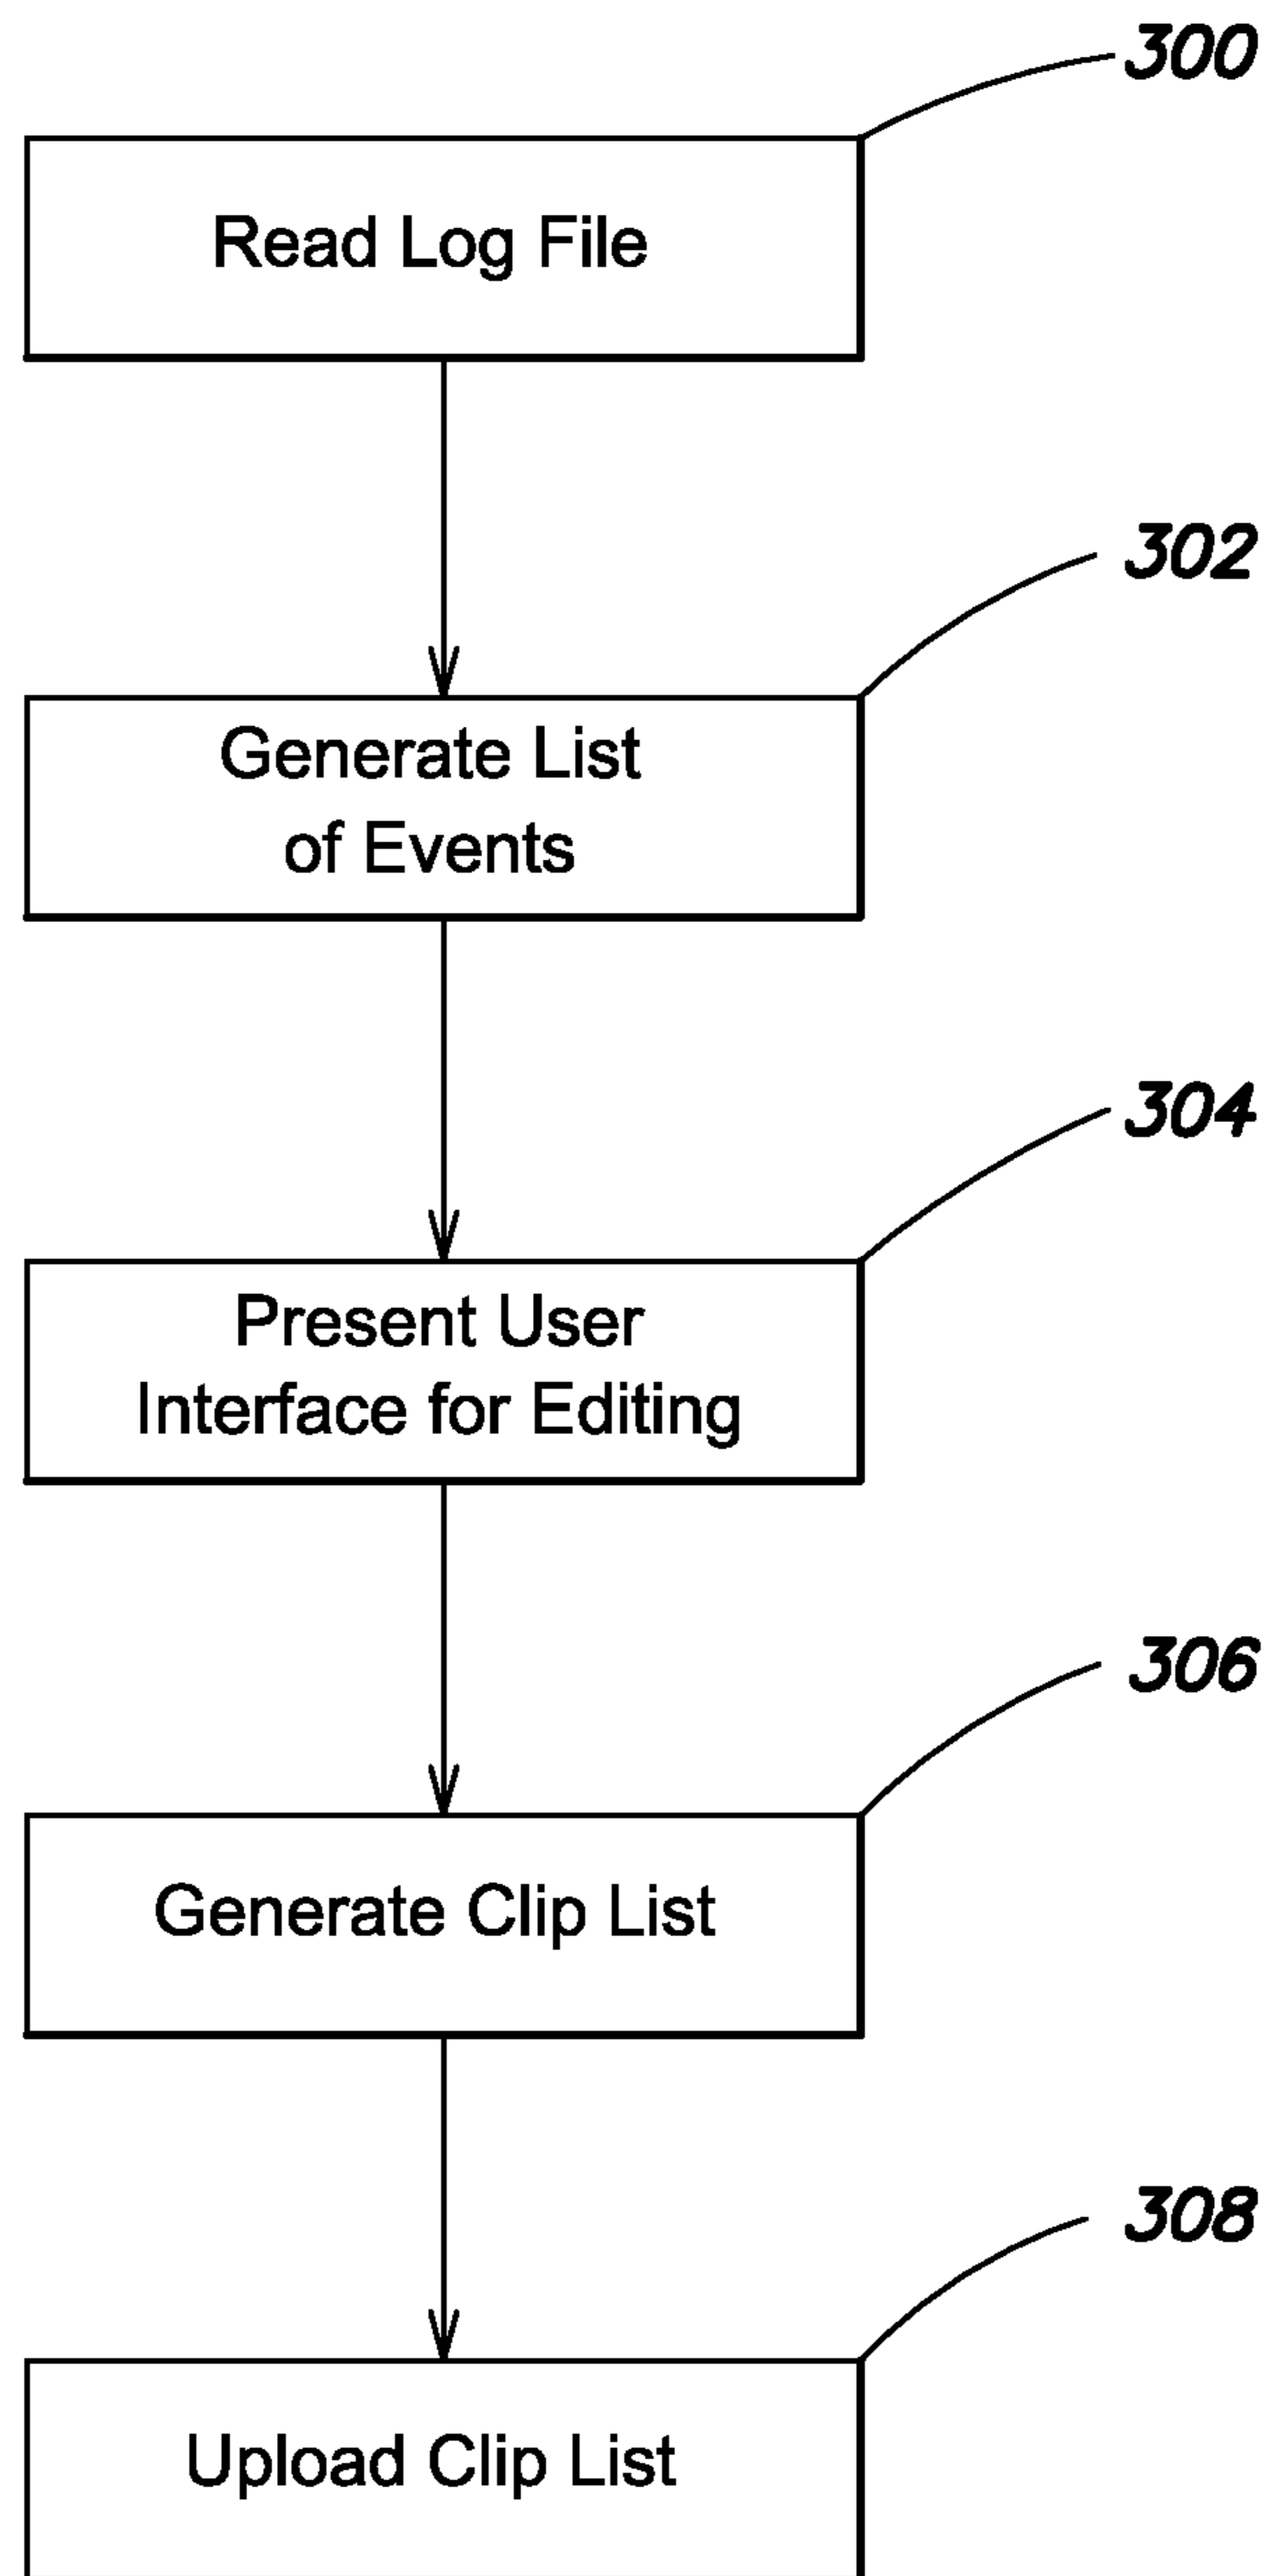 300
Read Log File
302
Generate List
of Events
304
Present User
Interface for Editing
306
Generate Clip List
308
Upload Clip List